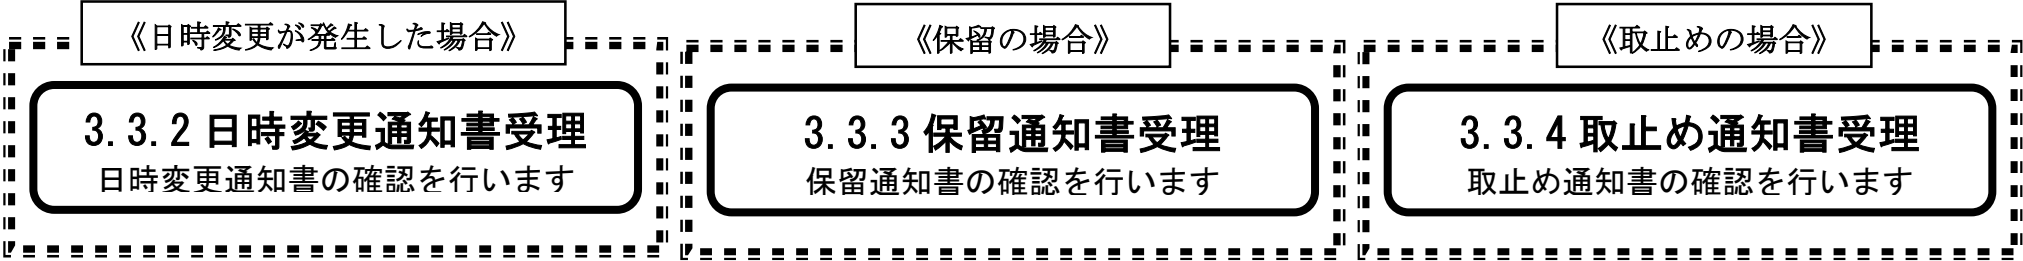 《日時変更が発生した場合》
3.3.2 日時変更通知書受理
日時変更通知書の確認を行います
《保留の場合》
3.3.3 保留通知書受理
保留通知書の確認を行います
《取止めの場合》
3.3.4 取止め通知書受理
取止め通知書の確認を行います